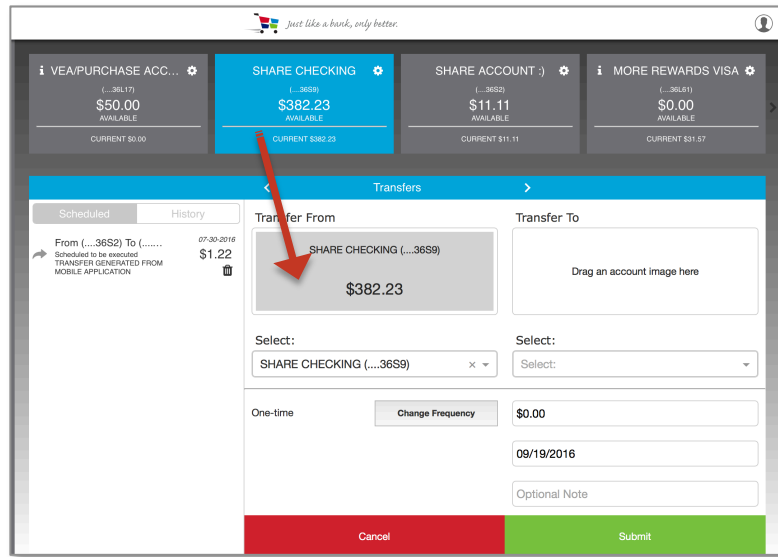 Just like a bank, only better.
i VEA/PURCHASE ACC...
(....36L17)
$50.00
AVAILABLE
CURRENT $0.00
SHARE CHECKING
(....36S9)
$382.23
AVAILABLE
CURRENT $382.23
SHARE ACCOUNT :)
(....36S2)
$11.11
AVAILABLE
CURRENT $11.11
i MORE REWARDS VISA
(....36L61)
$0.00
AVAILABLE
CURRENT $31.57
Transfers
Scheduled History
From (....36S2) To (.......
07-30-2016
Scheduled to be executed
$1.22
TRANSFER GENERATED FROM
MOBILE APPLICATION
Transfer From
SHARE CHECKING (....36S9)
$382.23
Select:
SHARE CHECKING (....36S9)
Transfer To
Drag an account image here
Select:
Select:
One-time
Change Frequency
$0.00
09/19/2016
Optional Note
Cancel
Submit